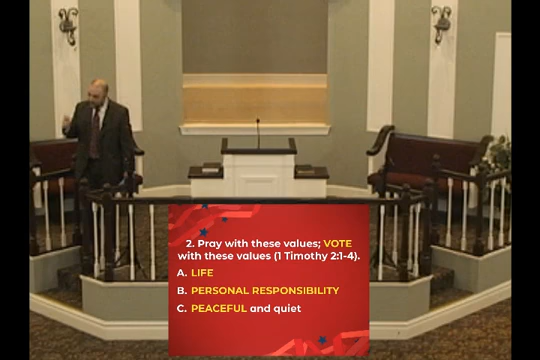 2. Pray with these values; VOTE
with these values (1 Timothy 2:1-4).
A. LIFE
B. PERSONAL RESPONSIBILITY
C. PEACEFUL and quiet